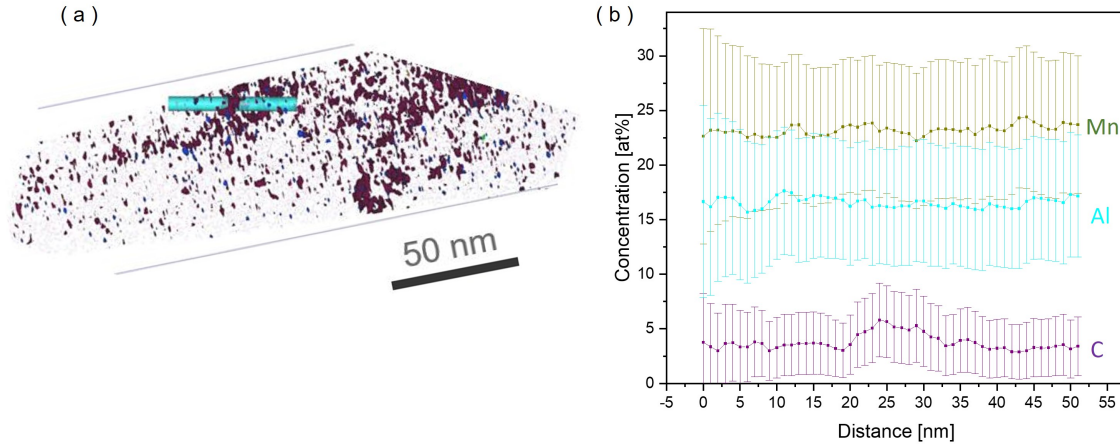 ( a )
50 nm
( b )
Concentration [at%]
30
25
20
15
10
5
0
Mn
Al
C
-5 0 5 10 15 20 25 30 35 40 45 50 55
Distance [nm]